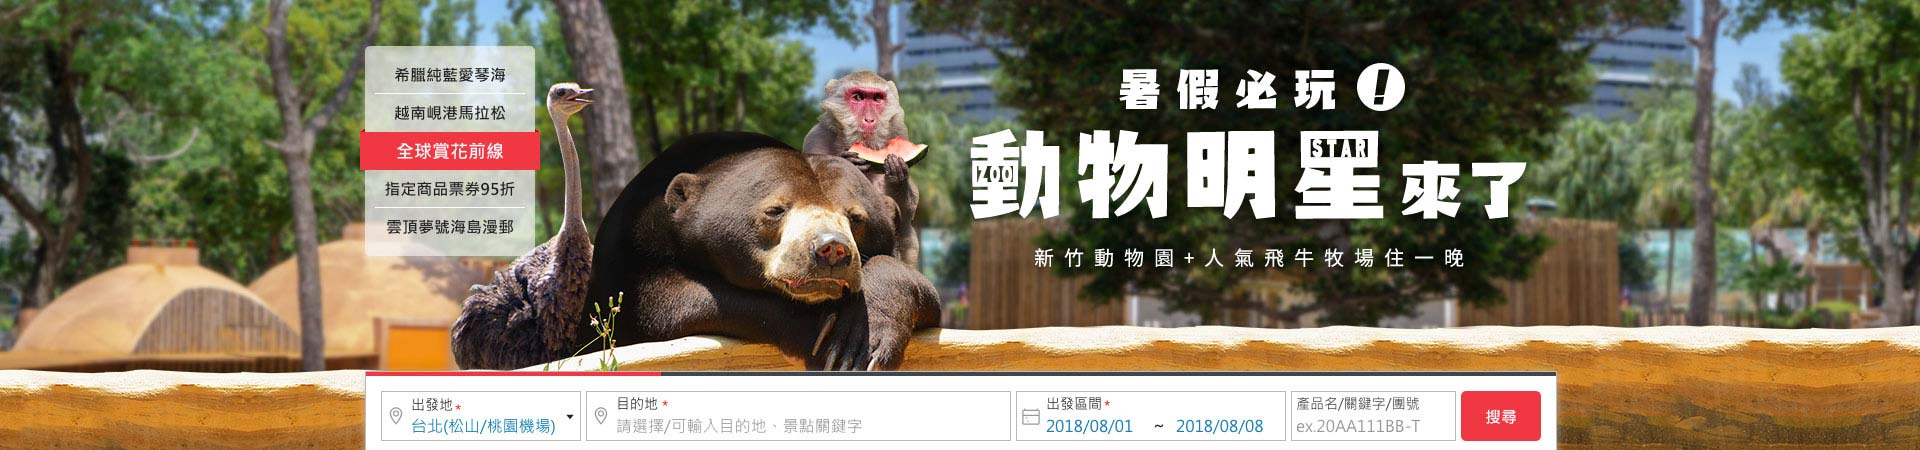 希臘純藍愛琴海
越南峴港馬拉松
全球賞花前線
指定商品票券95折
雲頂夢號海島漫郵
暑假必玩!
動物明星來了
ZOO
STAR
新竹動物園+人氣飛牛牧場住一晚
出發地*
台北(松山/桃園機場)
目的地*
請選擇/可輸入目的地、景點關鍵字
出發區間*
2018/08/01 ~ 2018/08/08
產品名/關鍵字/團號
ex.20AA111BB-T
搜尋